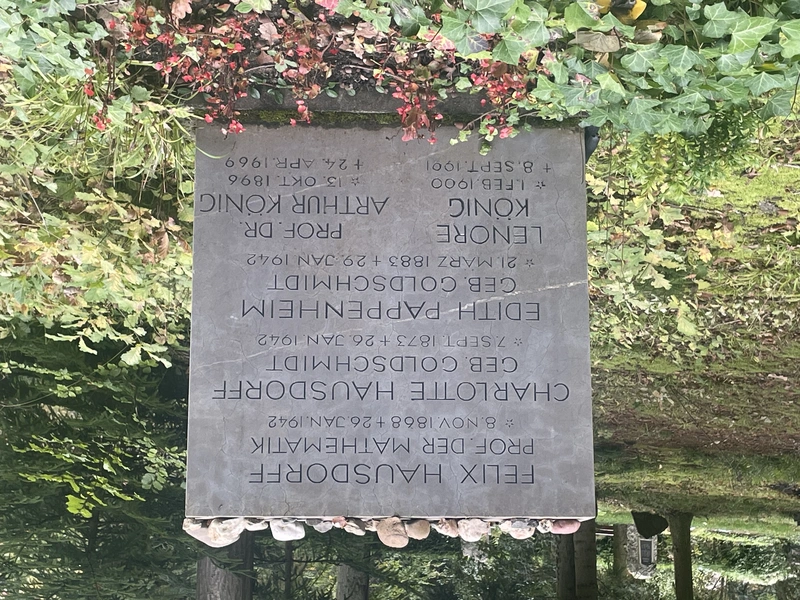 FELIX HAUSDORFF
PROF. DER MATHEMATIK
☆ 8. NOV 1868 + 26. JAN. 1942
CHARLOTTE HAUSDORFF
GEB. GOLDSCHMIDT
☆ 7. SEPT. 1873 + 26. JAN. 1942
EDITH PAPPENHEIM
GEB. GOLDSCHMIDT
☆ 21. MÄRZ 1883 + 29. JAN 1942
LENORE
KÖNIG
☆ 1. FEB. 1900
+ 8. SEPT. 1991
PROF. DR.
ARTHUR KÖNIG
☆ 13. OKT. 1896
+ 24. APR. 1969